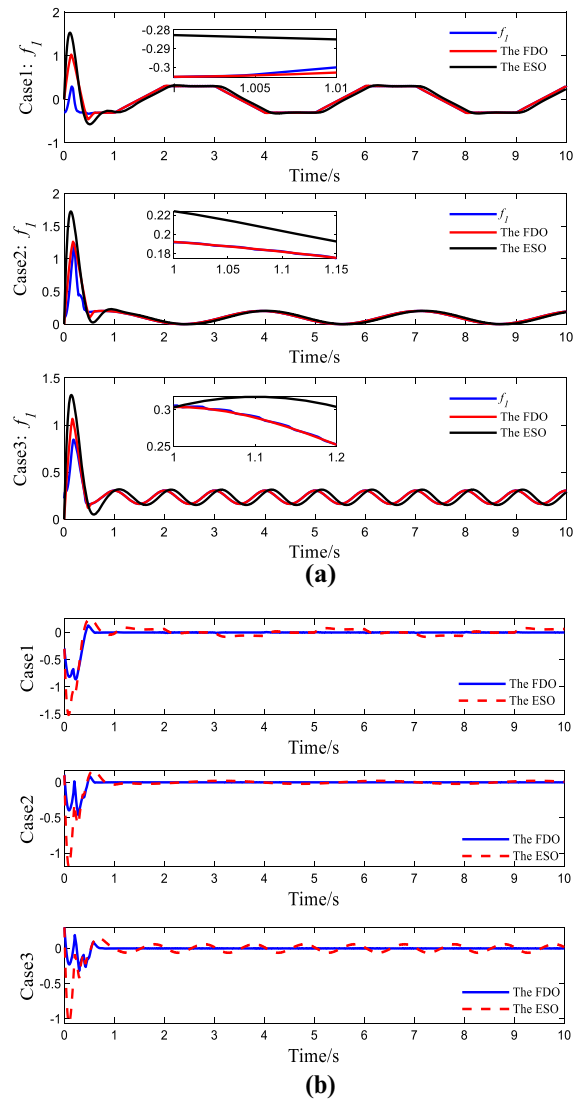 Case1: f1
2
1
0
-1
-0.28
-0.29
-0.3
1.005
1.01
f1
The FDO
The ESO
0 1 2 3 4 5 6 7 8 9 10
Time/s
Case2: f1
2
1.5
1
0.5
0
0.22
0.2
0.18
1 1.05 1.1 1.15
f1
The FDO
The ESO
0 1 2 3 4 5 6 7 8 9 10
Time/s
Case3: f1
1.5
1
0.5
0
0.3
0.25
1 1.1 1.2
f1
The FDO
The ESO
0 1 2 3 4 5 6 7 8 9 10
Time/s
(a)
Case1
0
-0.5
-1
-1.5
The FDO
The ESO
0 1 2 3 4 5 6 7 8 9 10
Time/s
Case2
0
-0.5
-1
The FDO
The ESO
0 1 2 3 4 5 6 7 8 9 10
Time/s
Case3
0
-0.5
-1
The FDO
The ESO
0 1 2 3 4 5 6 7 8 9 10
Time/s
(b)